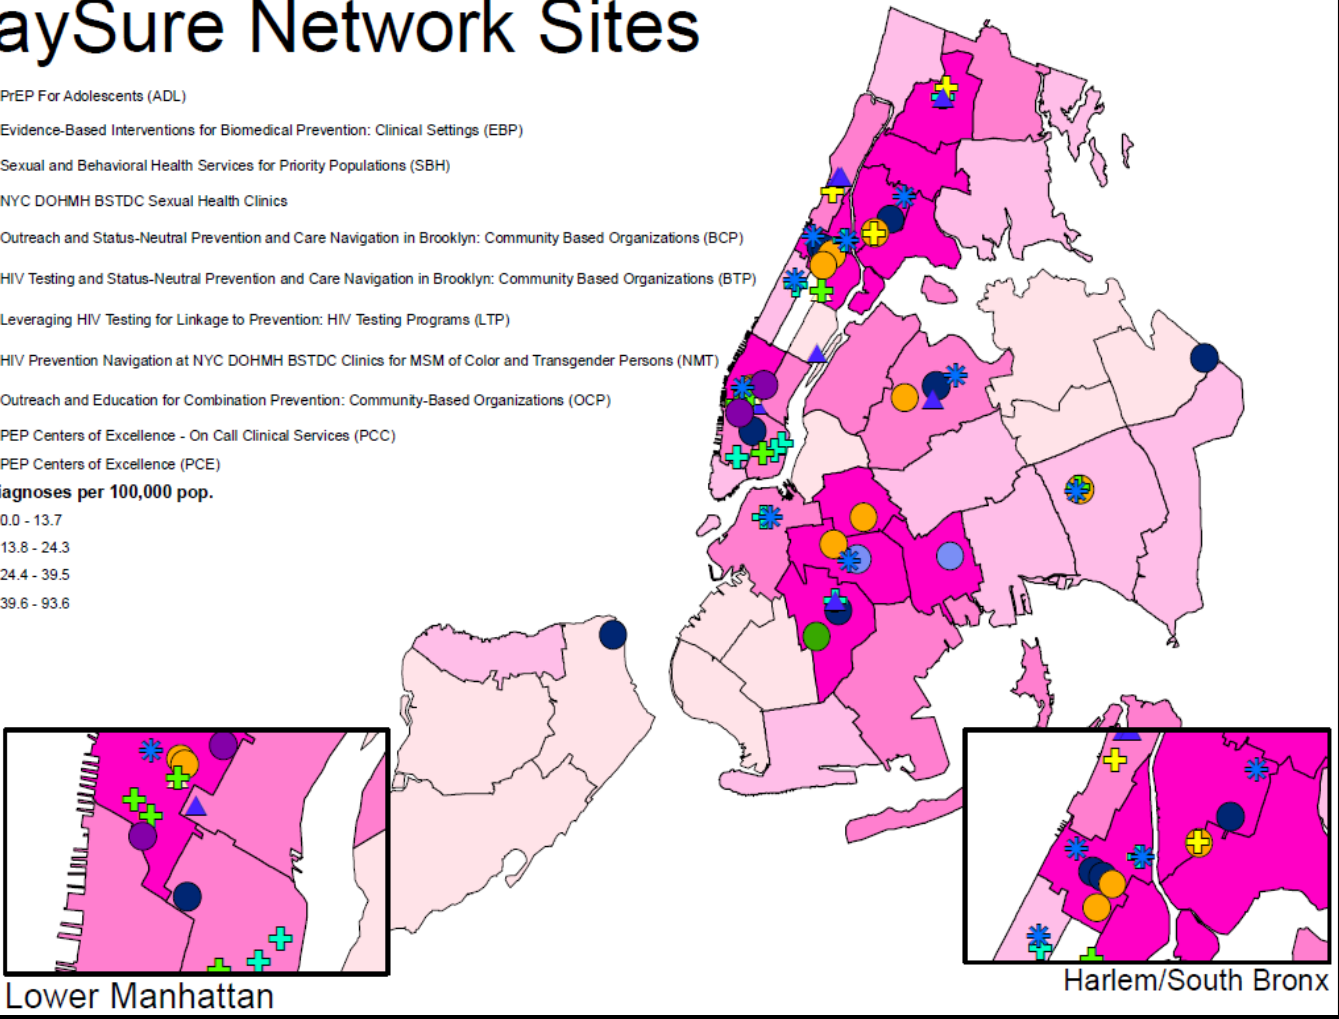 aySure Network Sites
PrEP For Adolescents (ADL)
Evidence-Based Interventions for Biomedical Prevention: Clinical Settings (EBP)
Sexual and Behavioral Health Services for Priority Populations (SBH)
NYC DOHMH BSTDC Sexual Health Clinics
Outreach and Status-Neutral Prevention and Care Navigation in Brooklyn: Community Based Organizations (BCP)
HIV Testing and Status-Neutral Prevention and Care Navigation in Brooklyn: Community Based Organizations (BTP)
Leveraging HIV Testing for Linkage to Prevention: HIV Testing Programs (LTP)
HIV Prevention Navigation at NYC DOHMH BSTDC Clinics for MSM of Color and Transgender Persons (NMT)
Outreach and Education for Combination Prevention: Community-Based Organizations (OCP)
PEP Centers of Excellence - On Call Clinical Services (PCC)
PEP Centers of Excellence (PCE)
iagnoses per 100,000 pop.
0.0 - 13.7
13.8 - 24.3
24.4 - 39.5
39.6 - 93.6
Lower Manhattan
Harlem/South Bronx